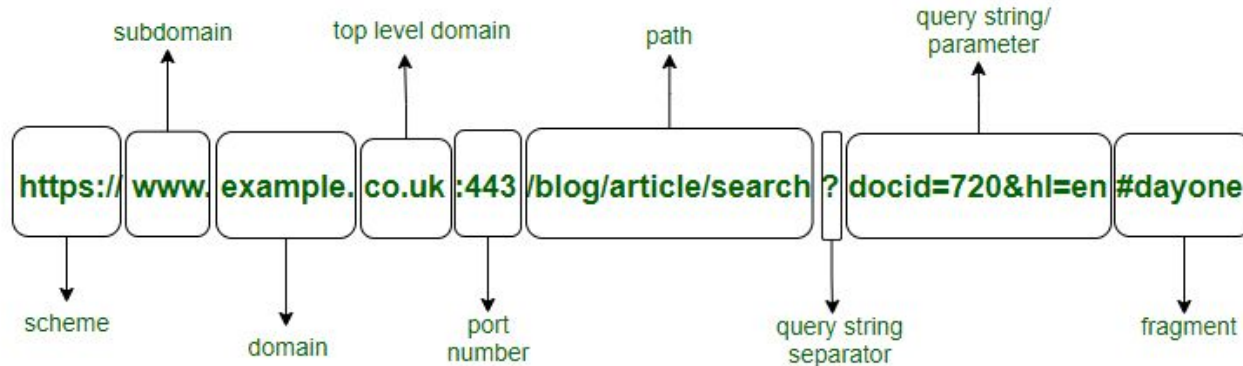 subdomain
top level domain
path
query string/
parameter
https://www.example.co.uk:443/blog/article/search?docid=720&hl=en#dayone
scheme
domain
port
number
query string
separator
fragment